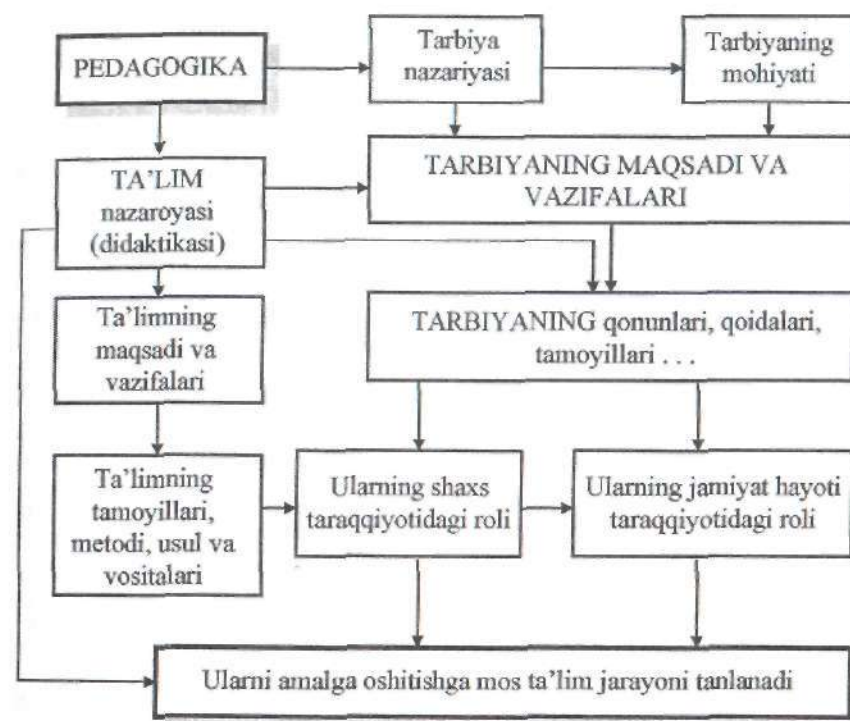 PEDAGOGIKA
Tarbiya
nazariyasi
Tarbiyaning
mohiyati
TA’LIM
nazaroyasi
(didaktikasi)
TARBIYANING MAQSADI VA
VAZIFALARI
Ta’limning
maqsadi va
vazifalari
TARBIYANING qonunlari, qoidalari,
tamoyillari . . .
Ta’limning
tamoyillari,
metodi, usul va
vositalari
Ularning shaxs
taraqqiyotidagi roli
Ularning jamiyat hayoti
taraqqiyotidagi roli
Ularni amalga oshitishga mos ta’lim jarayoni tanlanadi